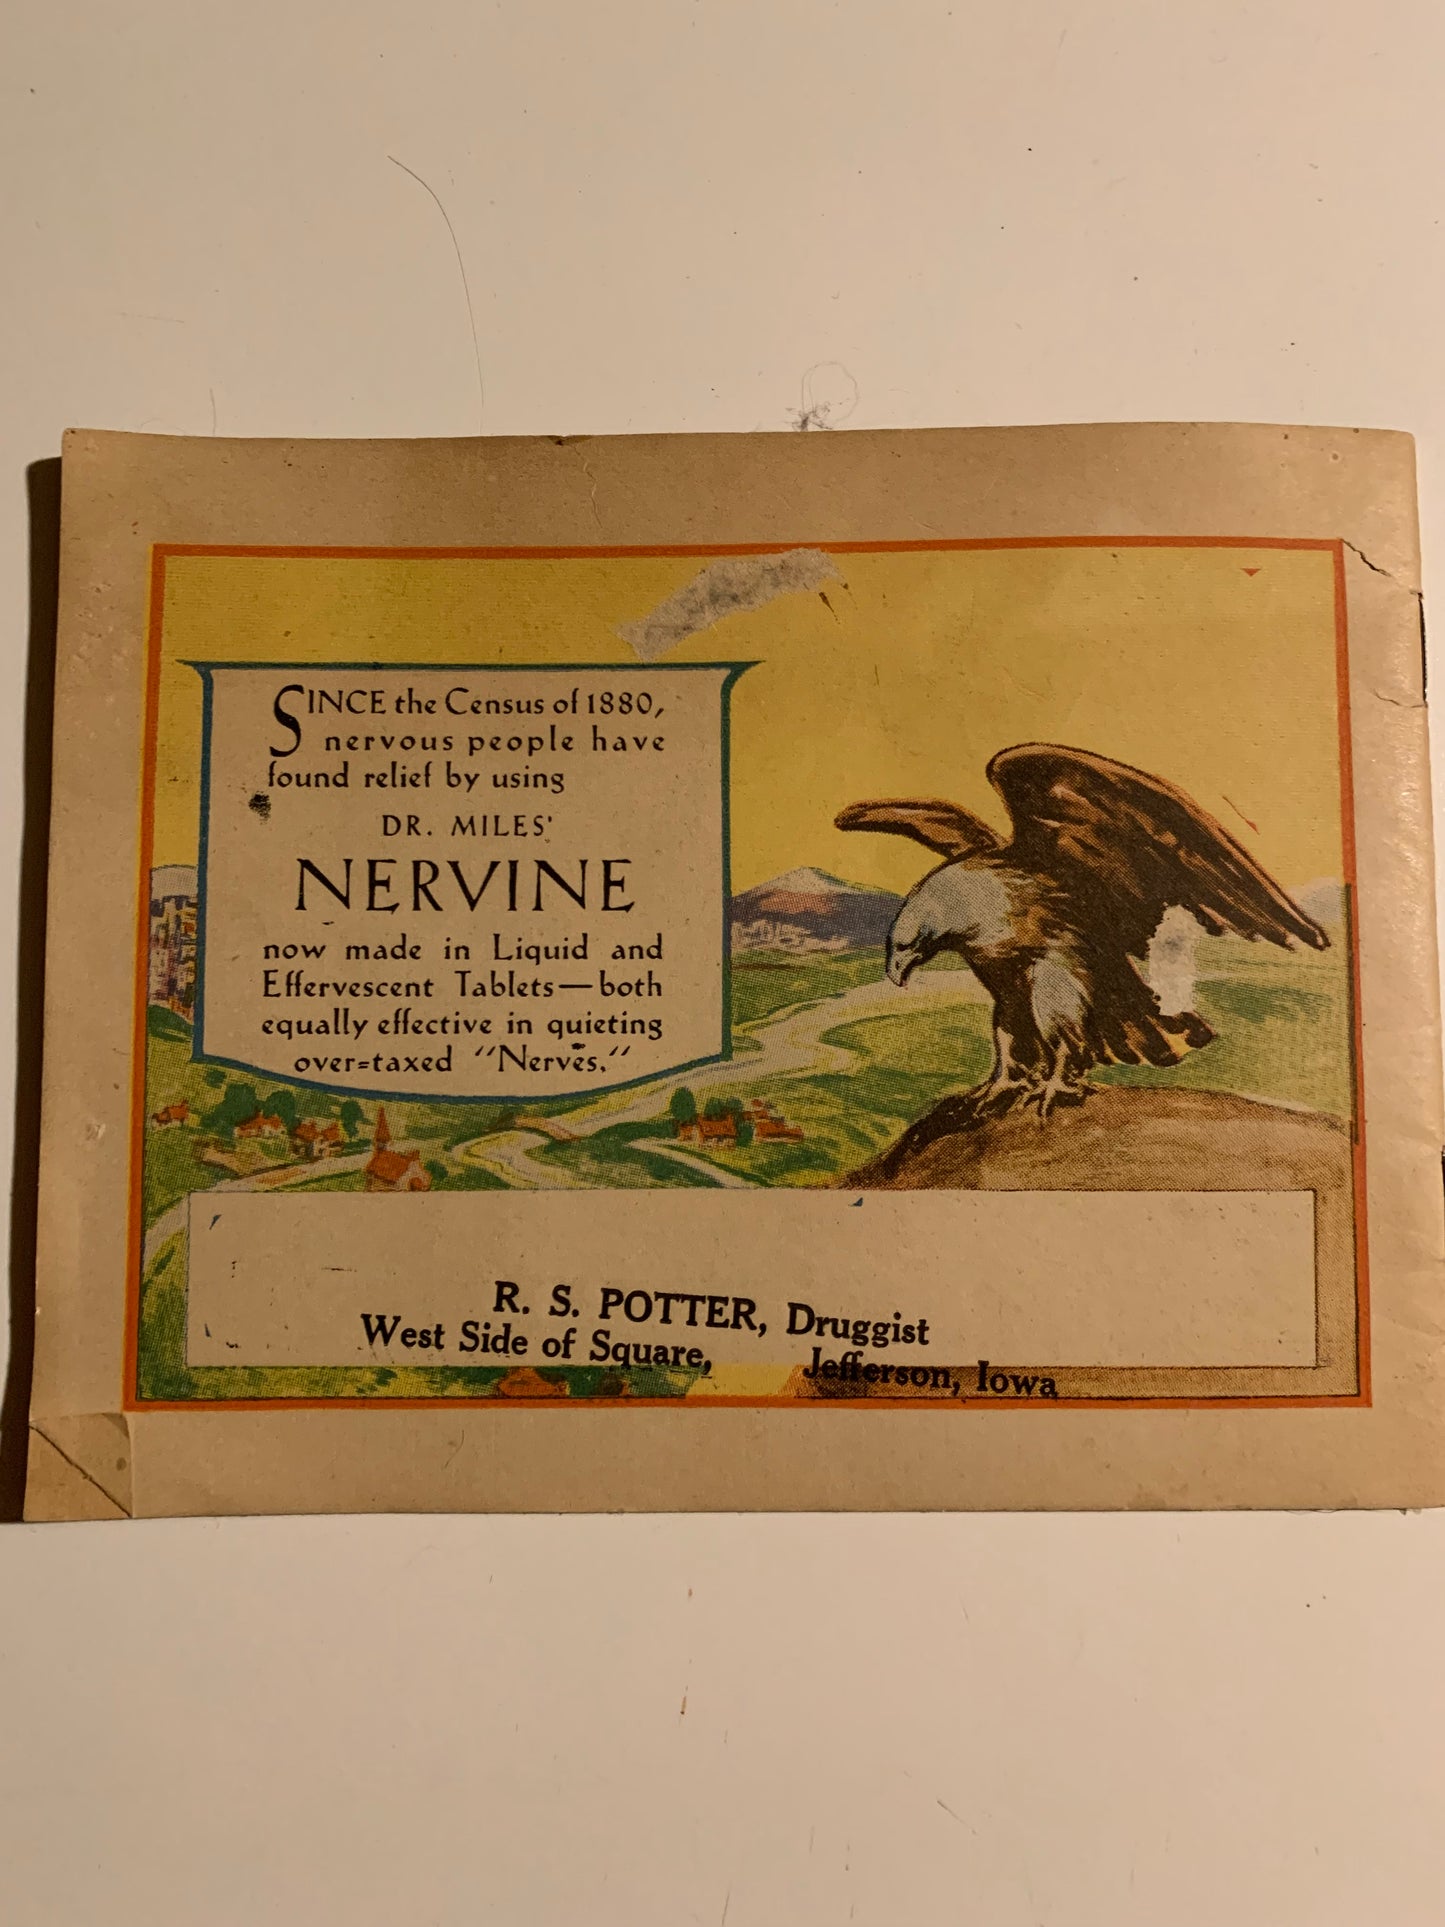 SINCE the Census of 1880,
nervous people have
found relief by using
DR. MILES'
NERVINE
now made in Liquid and
Effervescent Tablets—both
equally effective in quieting
over=taxed "Nerves."
R. S. POTTER, Druggist
West Side of Square, Jefferson, Iowa